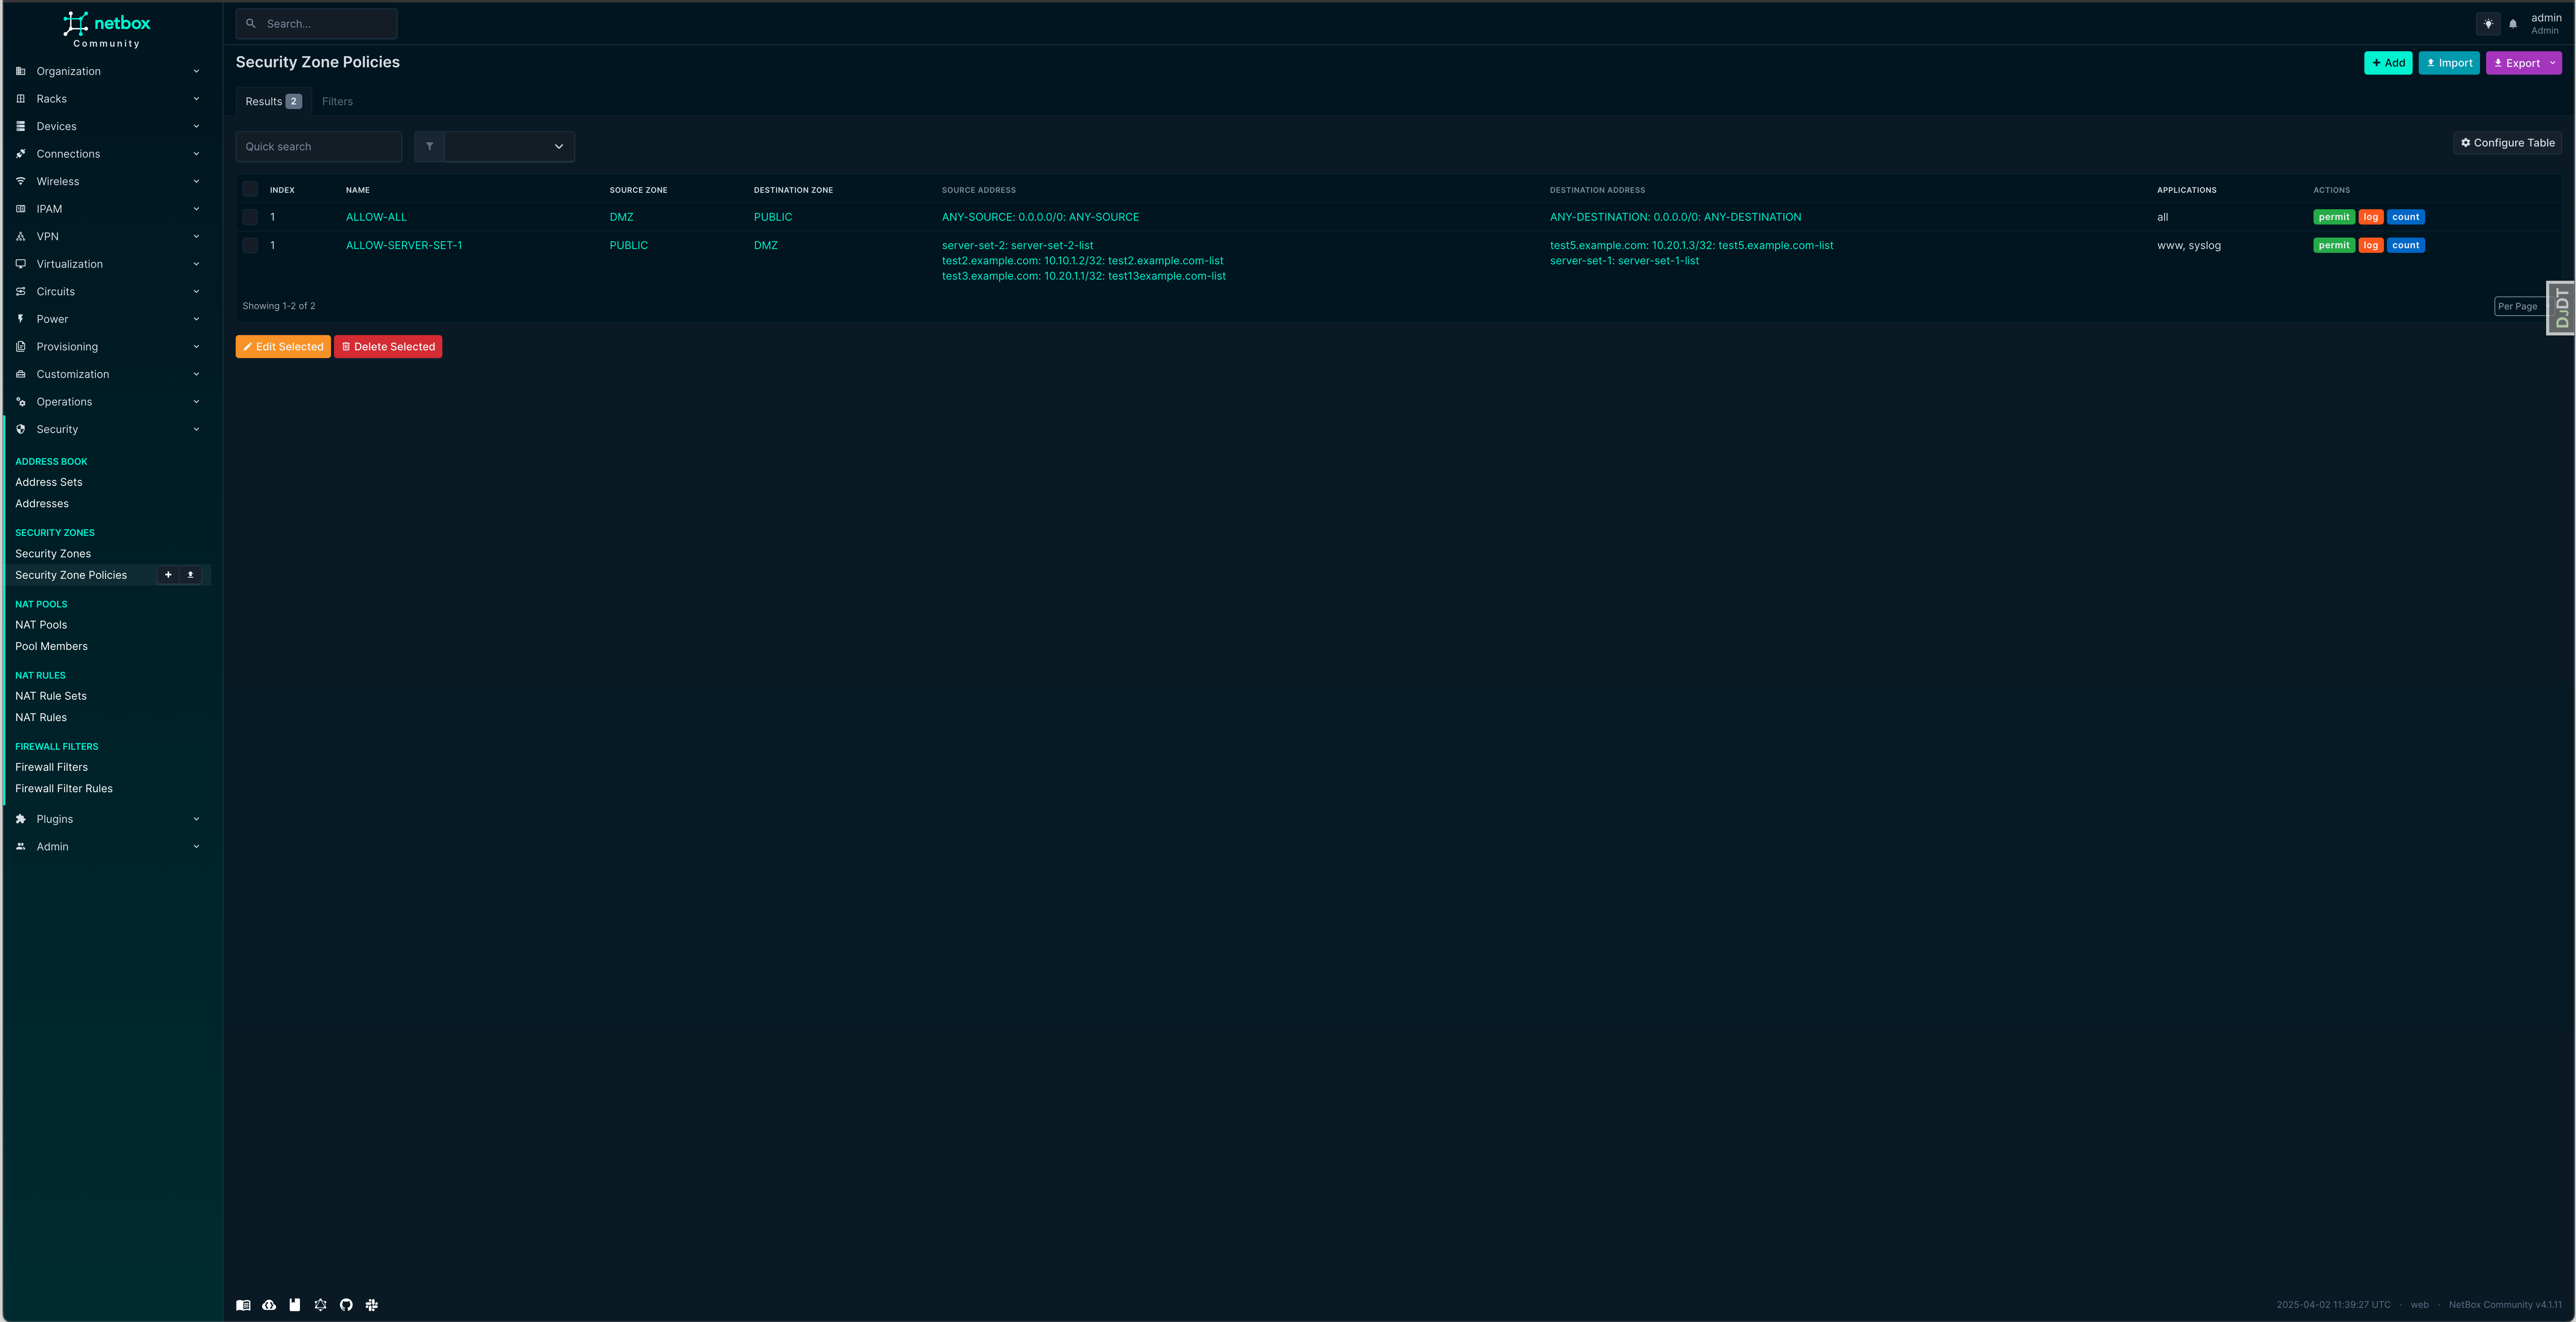 netbox
Community
Search...
admin
Admin
Organization
Racks
Devices
Connections
Wireless
IPAM
VPN
Virtualization
Circuits
Power
Provisioning
Customization
Operations
Security
ADDRESS BOOK
Address Sets
Addresses
SECURITY ZONES
Security Zones
Security Zone Policies
NAT POOLS
NAT Pools
Pool Members
NAT RULES
NAT Rule Sets
NAT Rules
FIREWALL FILTERS
Firewall Filters
Firewall Filter Rules
Plugins
Admin
Security Zone Policies
+ Add Import Export
Results 2 Filters
Quick search
Configure Table
INDEX NAME SOURCE ZONE DESTINATION ZONE SOURCE ADDRESS DESTINATION ADDRESS APPLICATIONS ACTIONS
1 ALLOW-ALL DMZ PUBLIC ANY-SOURCE: 0.0.0.0/0: ANY-SOURCE ANY-DESTINATION: 0.0.0.0/0: ANY-DESTINATION all permit log count
1 ALLOW-SERVER-SET-1 PUBLIC DMZ server-set-2: server-set-2-list test5.example.com: 10.20.1.3/32: test5.example.com-list www, syslog permit log count
test2.example.com: 10.10.1.2/32: test2.example.com-list server-set-1: server-set-1-list
test3.example.com: 10.20.1.1/32: test13example.com-list
Showing 1-2 of 2
Per Page
DJDT
Edit Selected Delete Selected
2025-04-02 11:39:27 UTC · web · NetBox Community v4.1.11